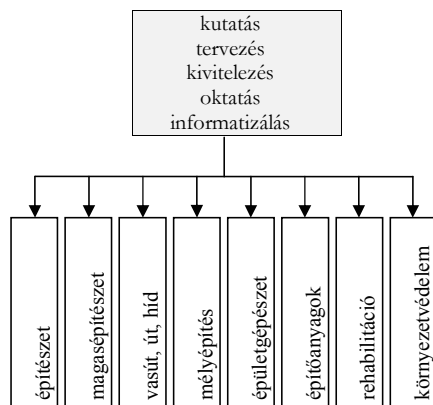 kutatás
tervezés
kivitelezés
oktatás
informatizálás
építészet
magasépítészet
vasút, út, híd
mélyépítés
épületgépészet
építőanyagok
rehabilitáció
környezetvédelem